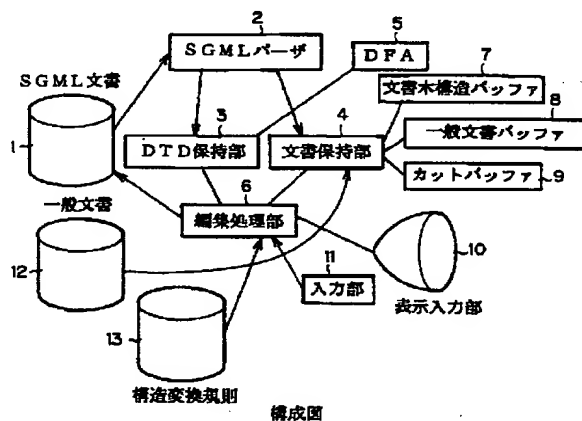 2
SGMLパーザ
5
DFA
7
文書木構造バッファ
SGML文書
1
3
DTD保持部
4
文書保持部
8
一般文書バッファ
カットバッファ
9
一般文書
6
編集処理部
10
12
11
入力部
表示入力部
13
構造変換規則
構成図